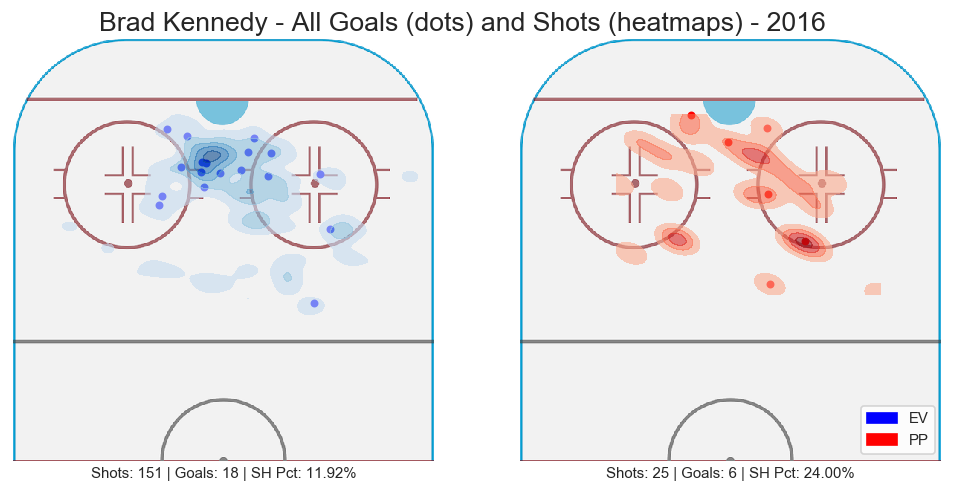 Brad Kennedy - All Goals (dots) and Shots (heatmaps) - 2016
EV
PP
Shots: 151 | Goals: 18 | SH Pct: 11.92%
Shots: 25 | Goals: 6 | SH Pct: 24.00%